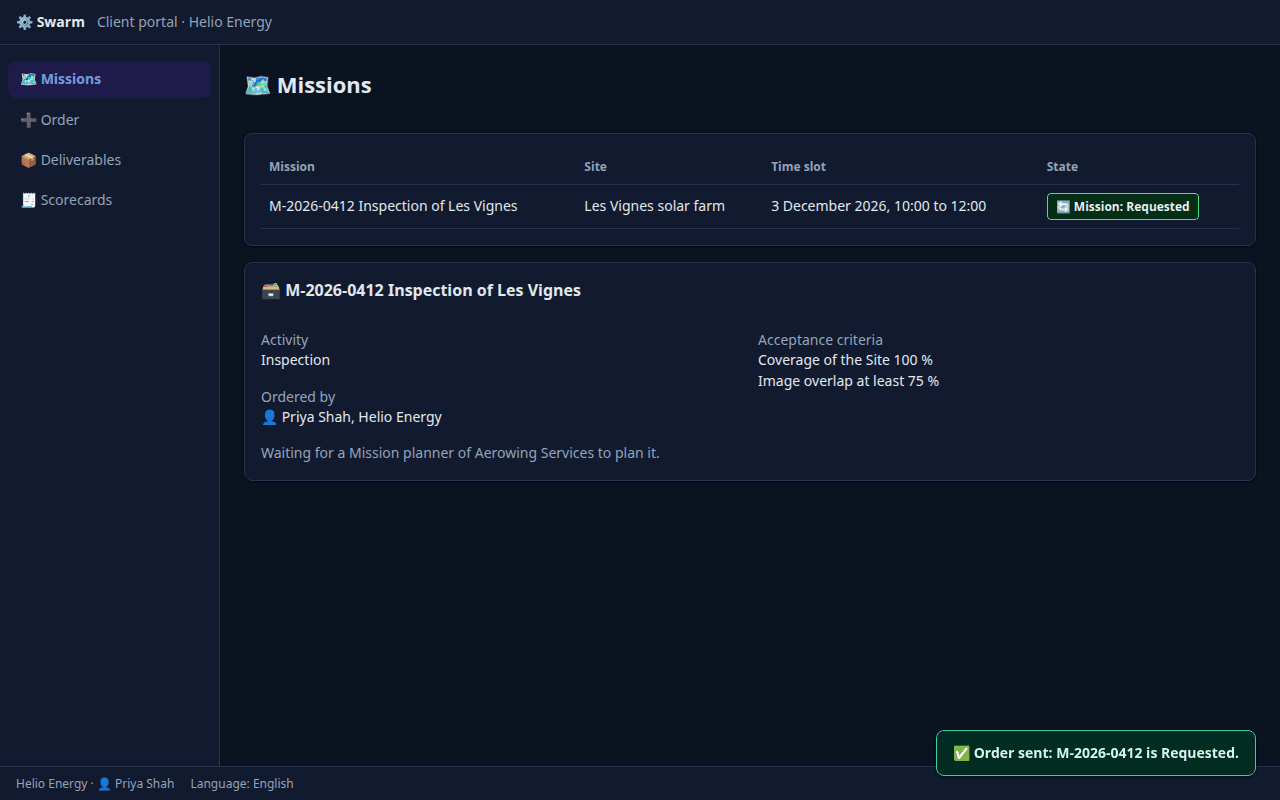 ⚙️ Swarm Client portal · Helio Energy
🗺️ Missions
➕ Order
📦 Deliverables
🧾 Scorecards
🗺️ Missions
Mission Site Time slot State
M-2026-0412 Inspection of Les Vignes Les Vignes solar farm 3 December 2026, 10:00 to 12:00 🔄 Mission: Requested
🗃️ M-2026-0412 Inspection of Les Vignes
Activity
Inspection
Ordered by
👤 Priya Shah, Helio Energy
Acceptance criteria
Coverage of the Site 100 %
Image overlap at least 75 %
Waiting for a Mission planner of Aerowing Services to plan it.
✅ Order sent: M-2026-0412 is Requested.
Helio Energy · 👤 Priya Shah Language: English